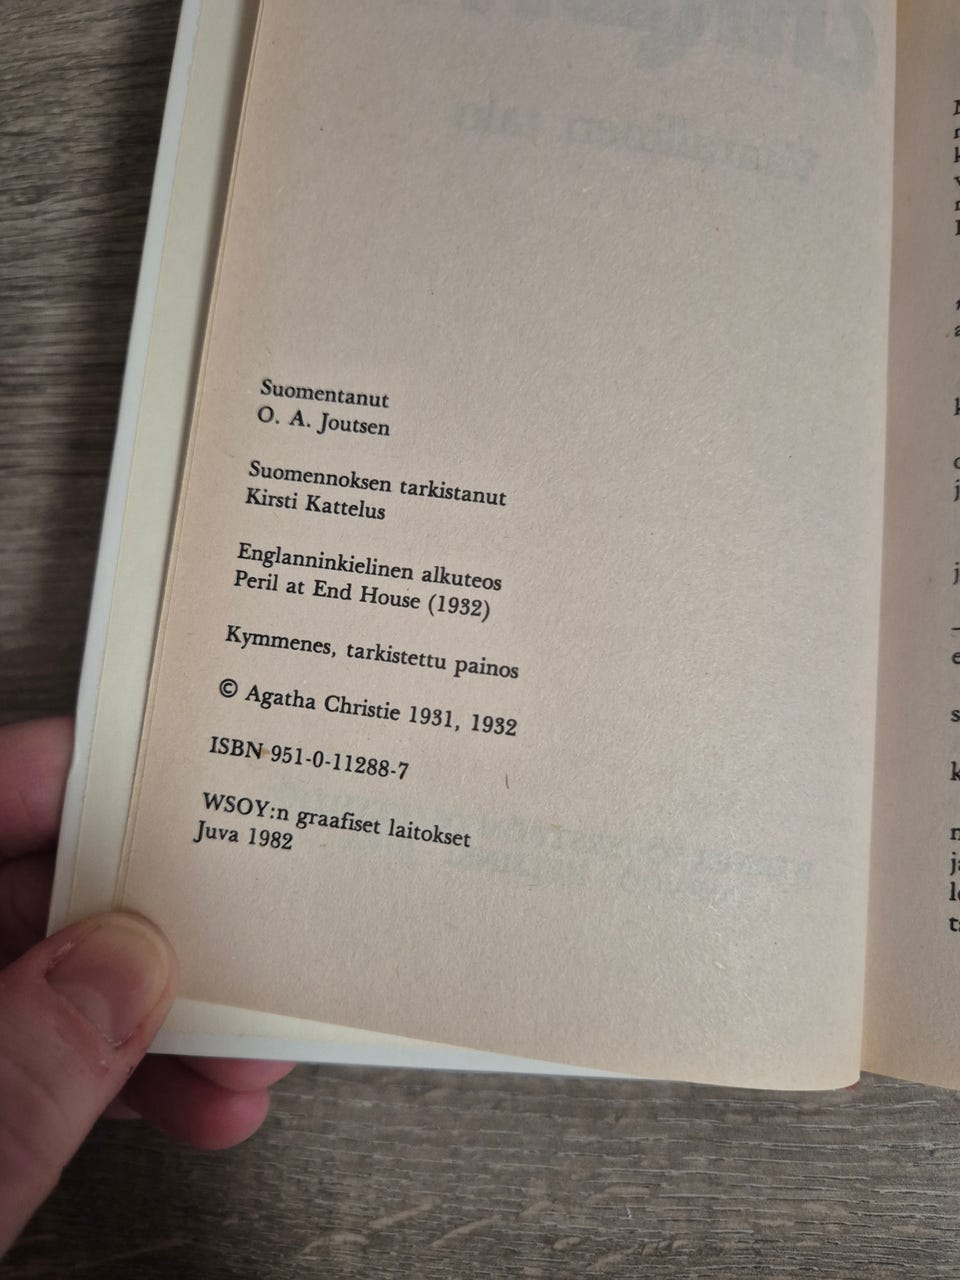 Suomentanut
O. A. Joutsen
Suomennoksen tarkistanut
Kirsti Kattelus
Englanninkielinen alkuteos
Peril at End House (1932)
Kymmenes, tarkistettu painos
© Agatha Christie 1931, 1932
ISBN 951-0-11288-7
WSOY:n graafiset laitokset
Juva 1982